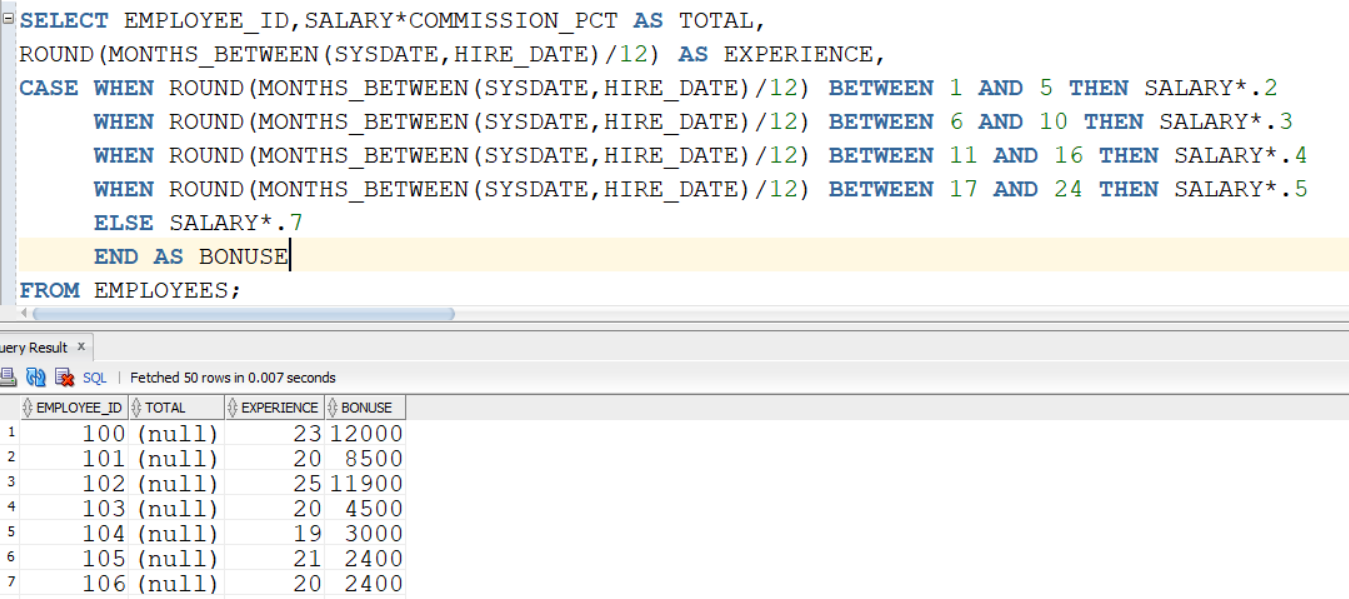 SELECT EMPLOYEE_ID,SALARY*COMMISSION_PCT AS TOTAL,
ROUND(MONTHS_BETWEEN(SYSDATE,HIRE_DATE)/12) AS EXPERIENCE,
CASE WHEN ROUND(MONTHS_BETWEEN(SYSDATE,HIRE_DATE)/12) BETWEEN 1 AND 5 THEN SALARY*.2
WHEN ROUND(MONTHS_BETWEEN(SYSDATE,HIRE_DATE)/12) BETWEEN 6 AND 10 THEN SALARY*.3
WHEN ROUND(MONTHS_BETWEEN(SYSDATE,HIRE_DATE)/12) BETWEEN 11 AND 16 THEN SALARY*.4
WHEN ROUND(MONTHS_BETWEEN(SYSDATE,HIRE_DATE)/12) BETWEEN 17 AND 24 THEN SALARY*.5
ELSE SALARY*.7
END AS BONUSE
FROM EMPLOYEES;
uery Result x
SQL | Fetched 50 rows in 0.007 seconds
EMPLOYEE_ID TOTAL EXPERIENCE BONUSE
1 100 (null) 23 12000
2 101 (null) 20 8500
3 102 (null) 25 11900
4 103 (null) 20 4500
5 104 (null) 19 3000
6 105 (null) 21 2400
7 106 (null) 20 2400